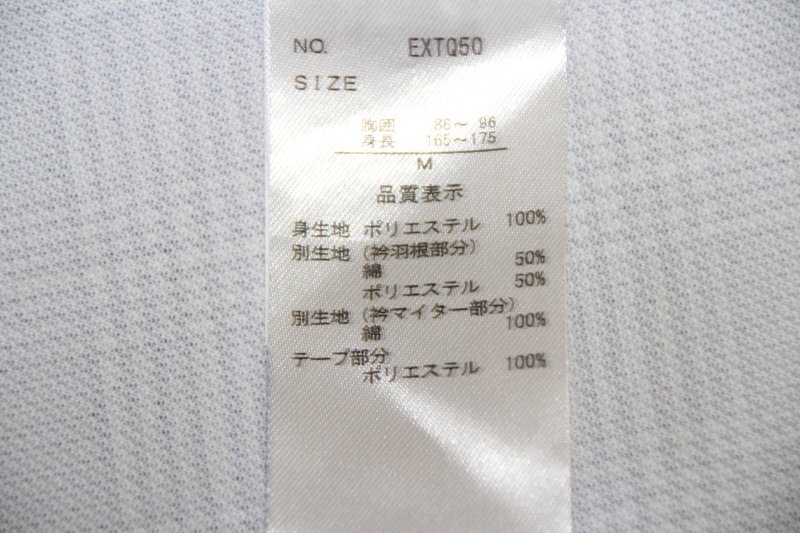 NO. EXTQ50
SIZE
胸囲 88～ 96
身長 165～175
M
品質表示
身生地 ポリエステル 100%
別生地 (衿羽根部分)
綿 50%
ポリエステル 50%
別生地 (衿マイター部分)
綿 100%
テープ部分
ポリエステル 100%